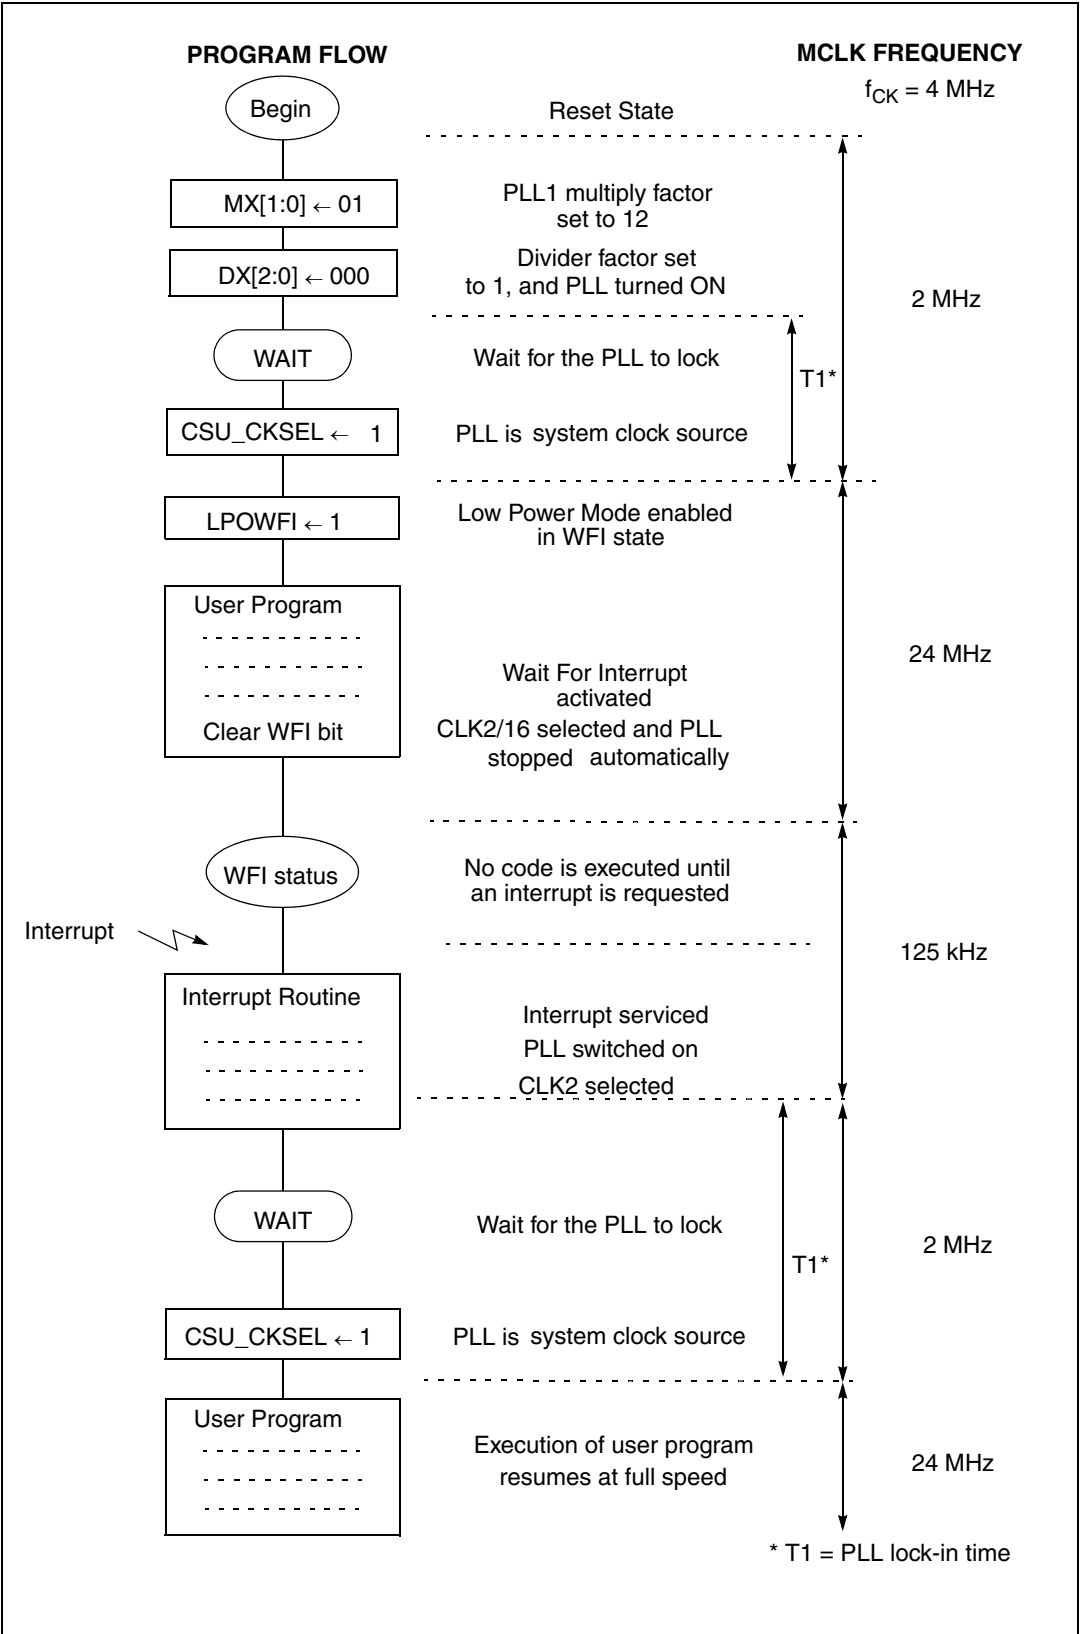 PROGRAM FLOW
MCLK FREQUENCY
fCK = 4 MHz
Begin
Reset State
MX[1:0] ← 01
PLL1 multiply factor
set to 12
DX[2:0] ← 000
Divider factor set
to 1, and PLL turned ON
2 MHz
WAIT
Wait for the PLL to lock
T1*
CSU_CKSEL ← 1
PLL is system clock source
LPOWFI ← 1
Low Power Mode enabled
in WFI state
User Program
Clear WFI bit
Wait For Interrupt
activated
CLK2/16 selected and PLL
stopped automatically
24 MHz
WFI status
No code is executed until
an interrupt is requested
Interrupt
125 kHz
Interrupt Routine
Interrupt serviced
PLL switched on
CLK2 selected
WAIT
Wait for the PLL to lock
T1*
2 MHz
CSU_CKSEL ← 1
PLL is system clock source
User Program
Execution of user program
resumes at full speed
24 MHz
* T1 = PLL lock-in time